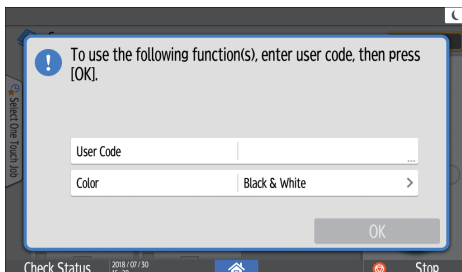 To use the following function(s), enter user code, then press
[OK].
Select One Touch Job
User Code
...
Color Black & White >
OK
Check Status 2018/07/30
Stop